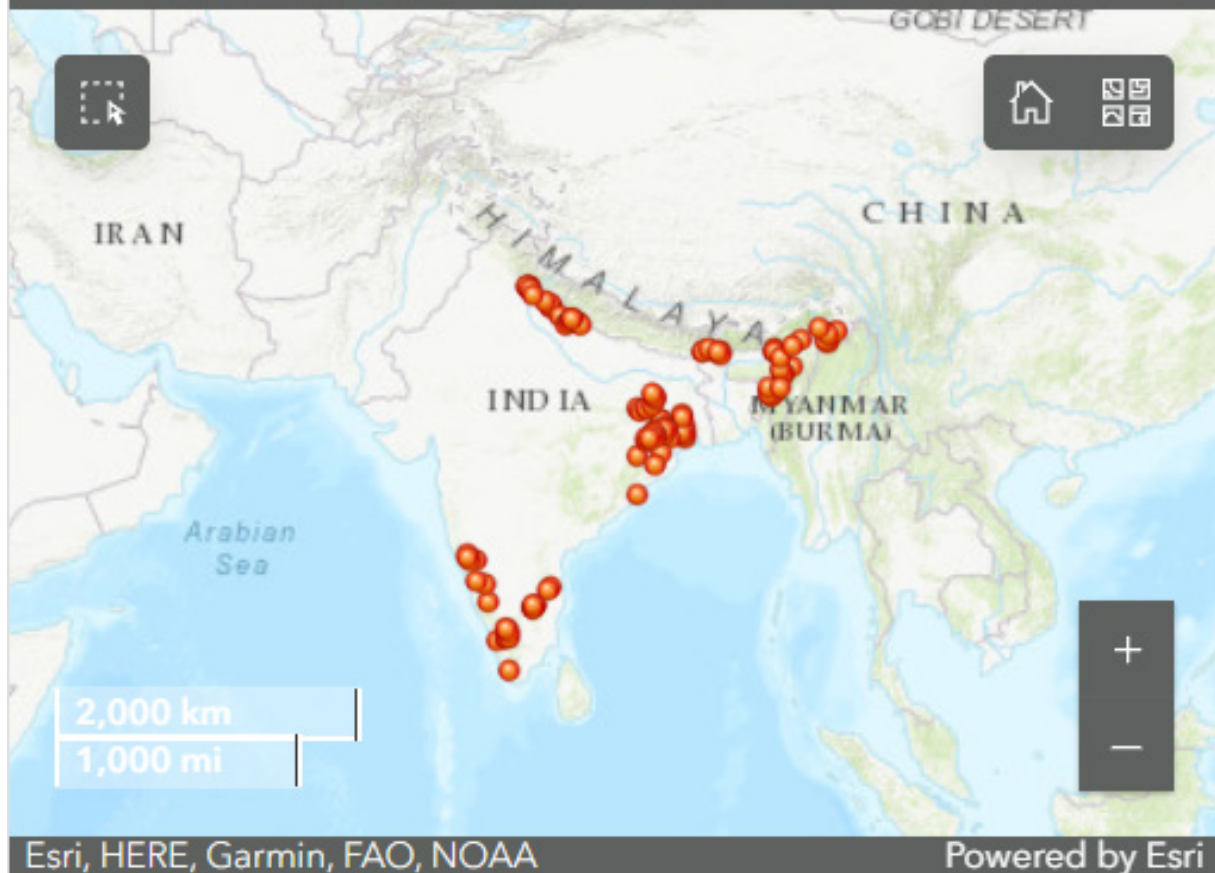 GOBI DESERT
CHINA
IRAN
HIMALAYA
INDIA
MYANMAR
(BURMA)
Arabian
Sea
2,000 km
1,000 mi
+
−
Esri, HERE, Garmin, FAO, NOAA
Powered by Esri